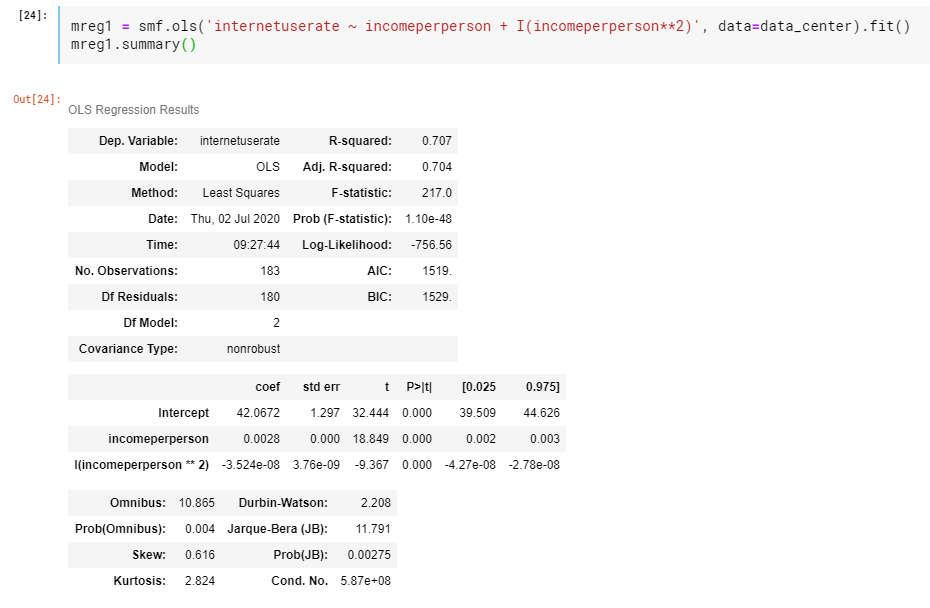 [24]:
mreg1 = smf.ols('internetuserate ~ incomeperperson + I(incomeperperson**2)', data=data_center).fit()
mreg1.summary()
Out[24]:
OLS Regression Results
Dep. Variable: internetuserate R-squared: 0.707
Model: OLS Adj. R-squared: 0.704
Method: Least Squares F-statistic: 217.0
Date: Thu, 02 Jul 2020 Prob (F-statistic): 1.10e-48
Time: 09:27:44 Log-Likelihood: -756.56
No. Observations: 183 AIC: 1519.
Df Residuals: 180 BIC: 1529.
Df Model: 2
Covariance Type: nonrobust
coef std err t P>|t| [0.025 0.975]
Intercept 42.0672 1.297 32.444 0.000 39.509 44.626
incomeperperson 0.0028 0.000 18.849 0.000 0.002 0.003
I(incomeperperson ** 2) -3.524e-08 3.76e-09 -9.367 0.000 -4.27e-08 -2.78e-08
Omnibus: 10.865 Durbin-Watson: 2.208
Prob(Omnibus): 0.004 Jarque-Bera (JB): 11.791
Skew: 0.616 Prob(JB): 0.00275
Kurtosis: 2.824 Cond. No. 5.87e+08